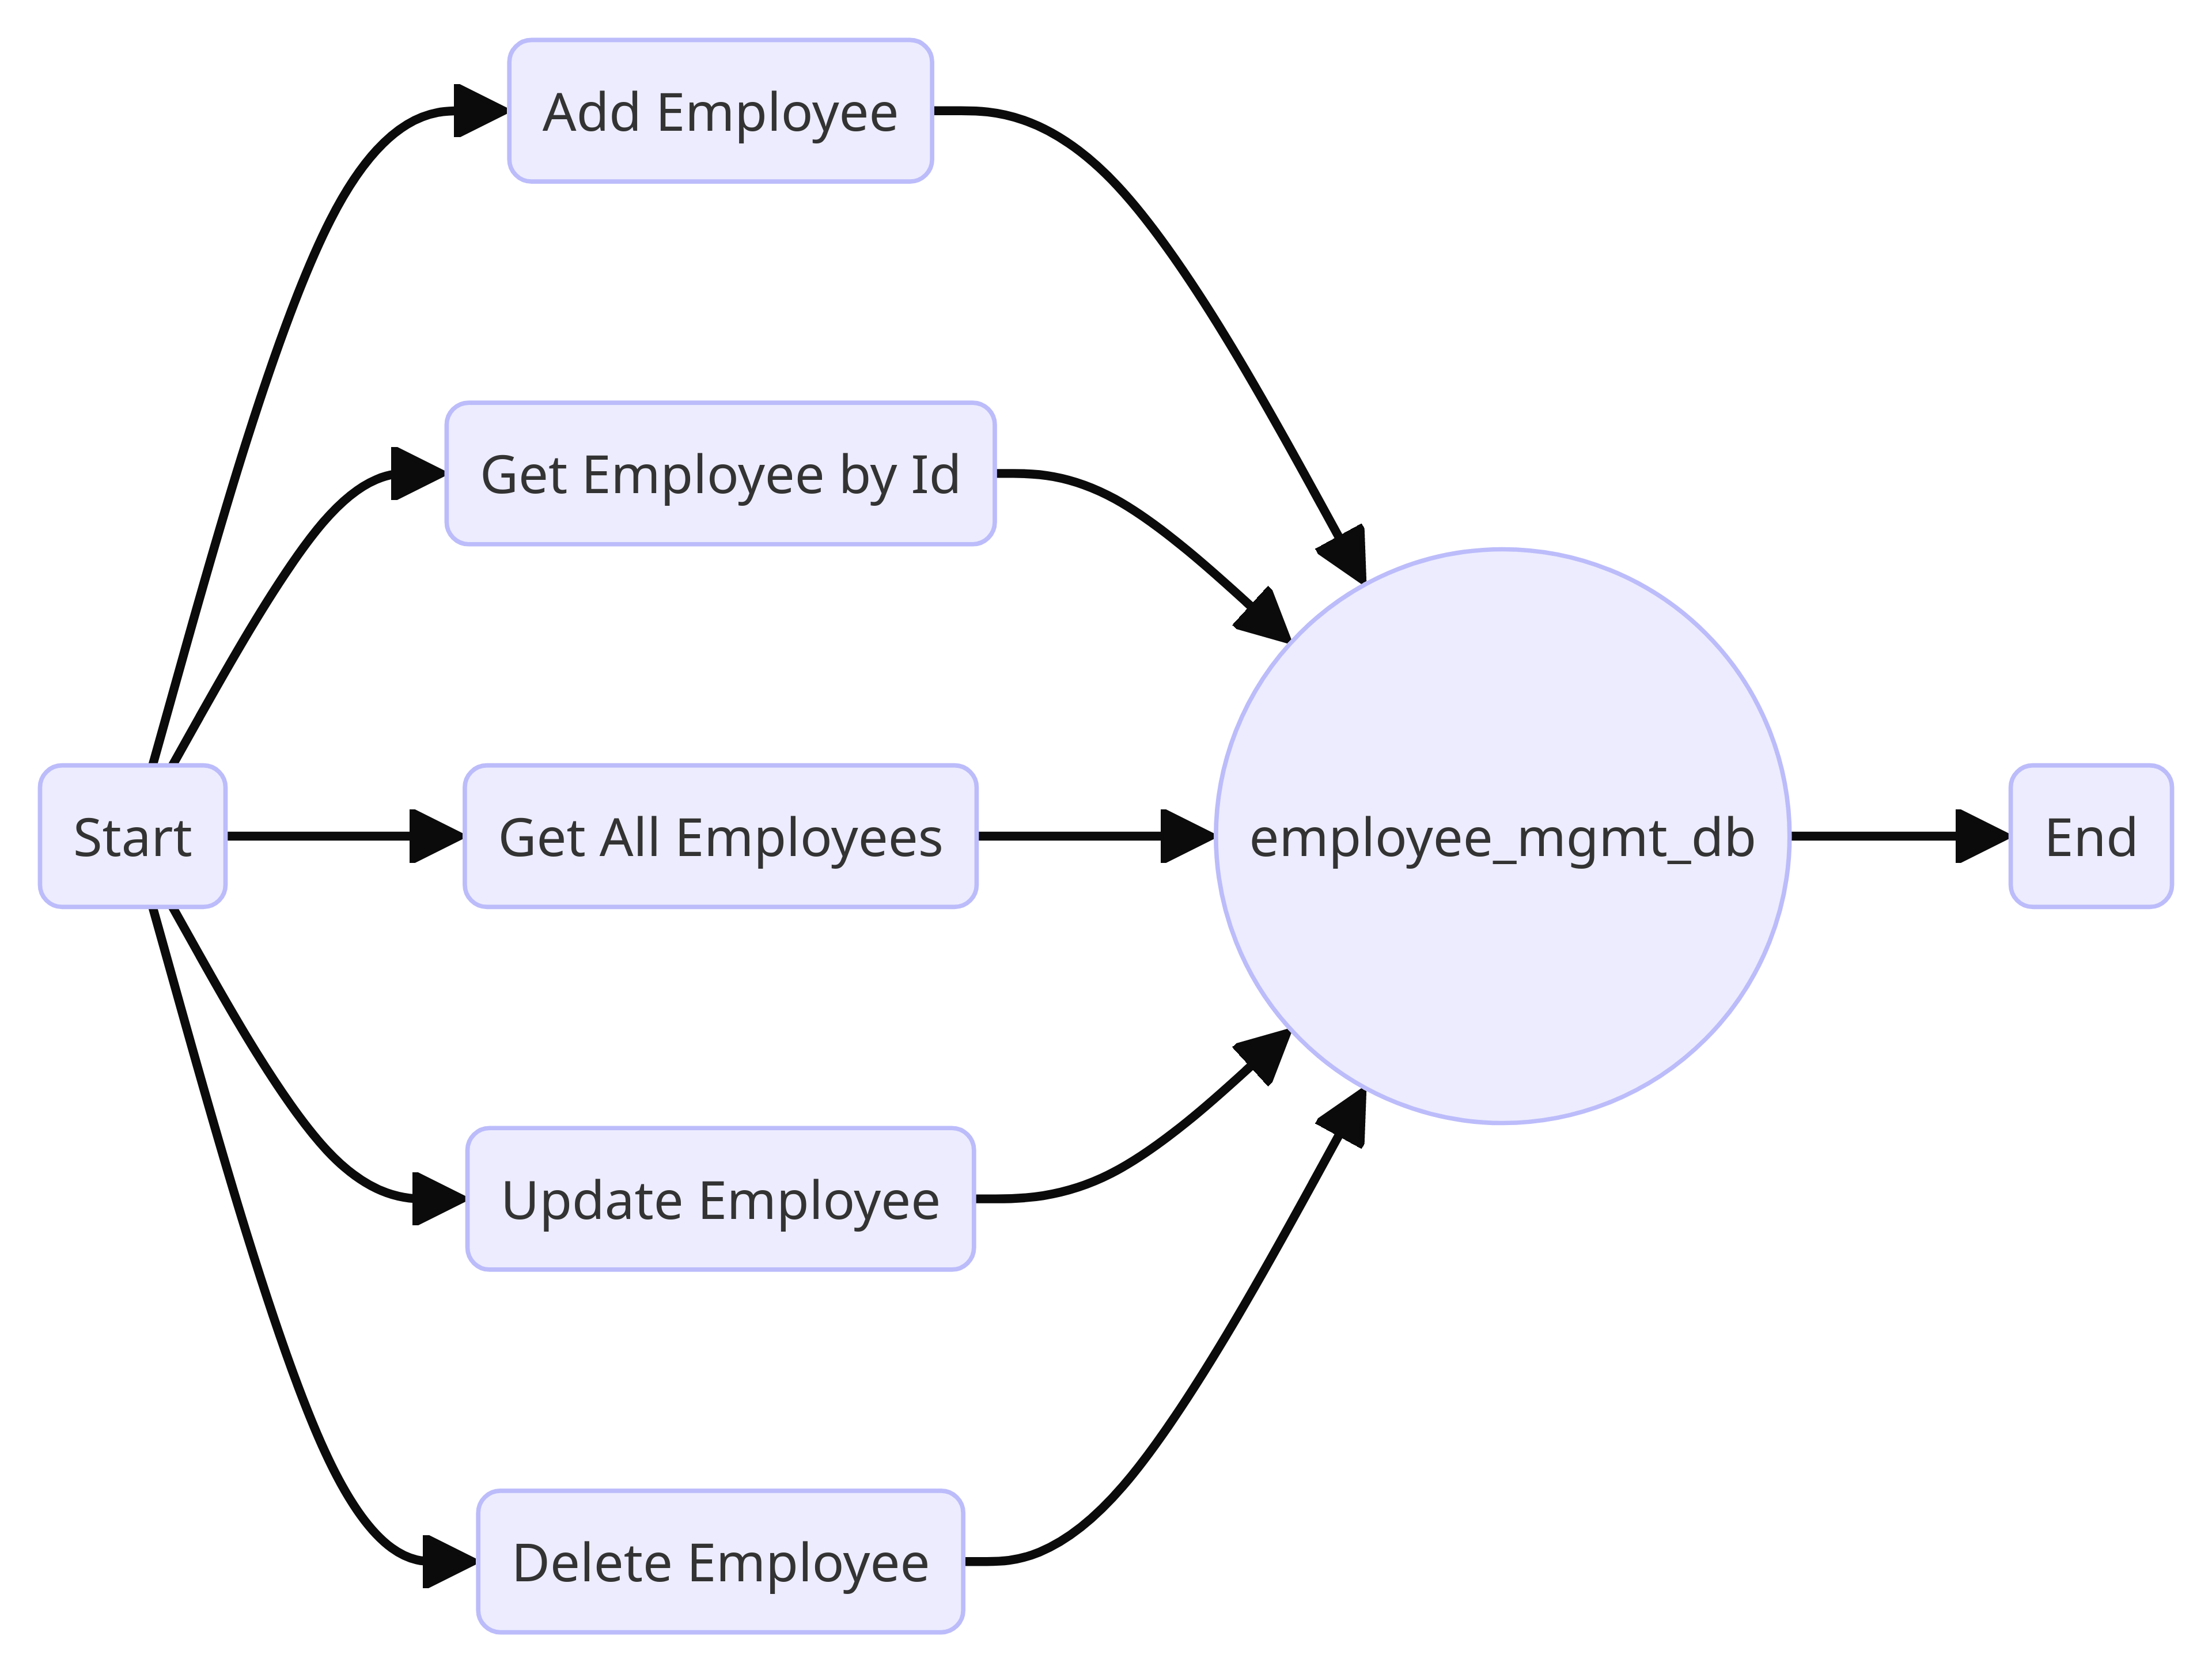 Add Employee
Get Employee by Id
Start
Get All Employees
employee_mgmt_db
End
Update Employee
Delete Employee